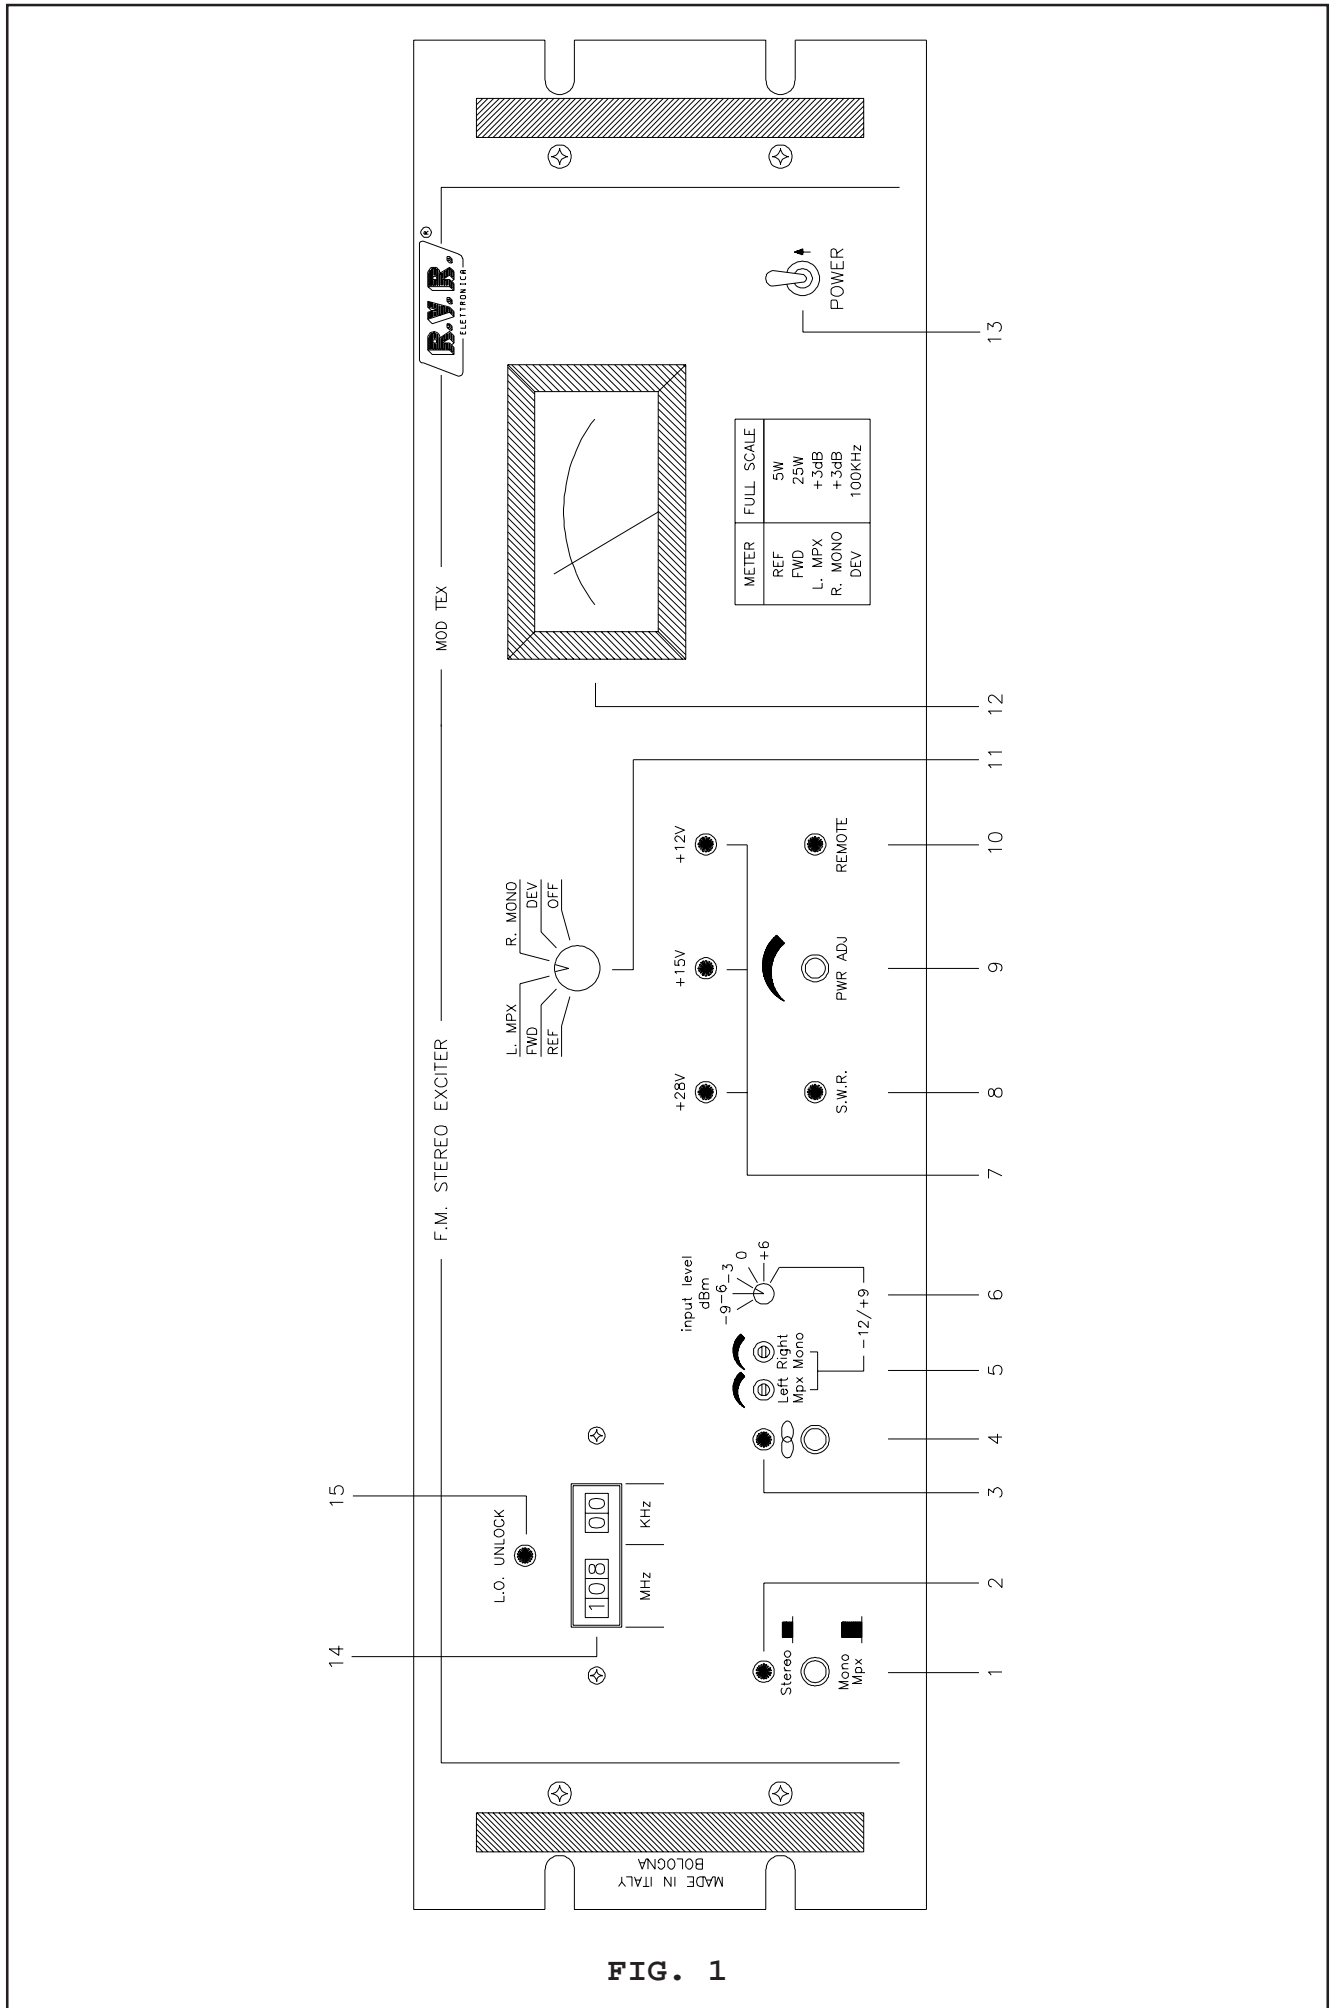 R.V.R.®
ELETTRONICA
F.M. STEREO EXCITER
MOD TEX
15
14
L.O. UNLOCK
108 00
MHz KHz
L. MPX
FWD
REF
R. MONO
DEV
OFF
+28V
+15V
+12V
S.W.R.
PWR ADJ
REMOTE
input level
dBm
-9
-6
-3
0
+6
-12/+9
Left Right
Mpx Mono
Stereo
Mono
Mpx
METER FULL SCALE
REF 5W
FWD 25W
L. MPX +3dB
R. MONO +3dB
DEV 100KHz
POWER
MADE IN ITALY
BOLOGNA
1
2
3
4
5
6
7
8
9
10
11
12
13
FIG. 1